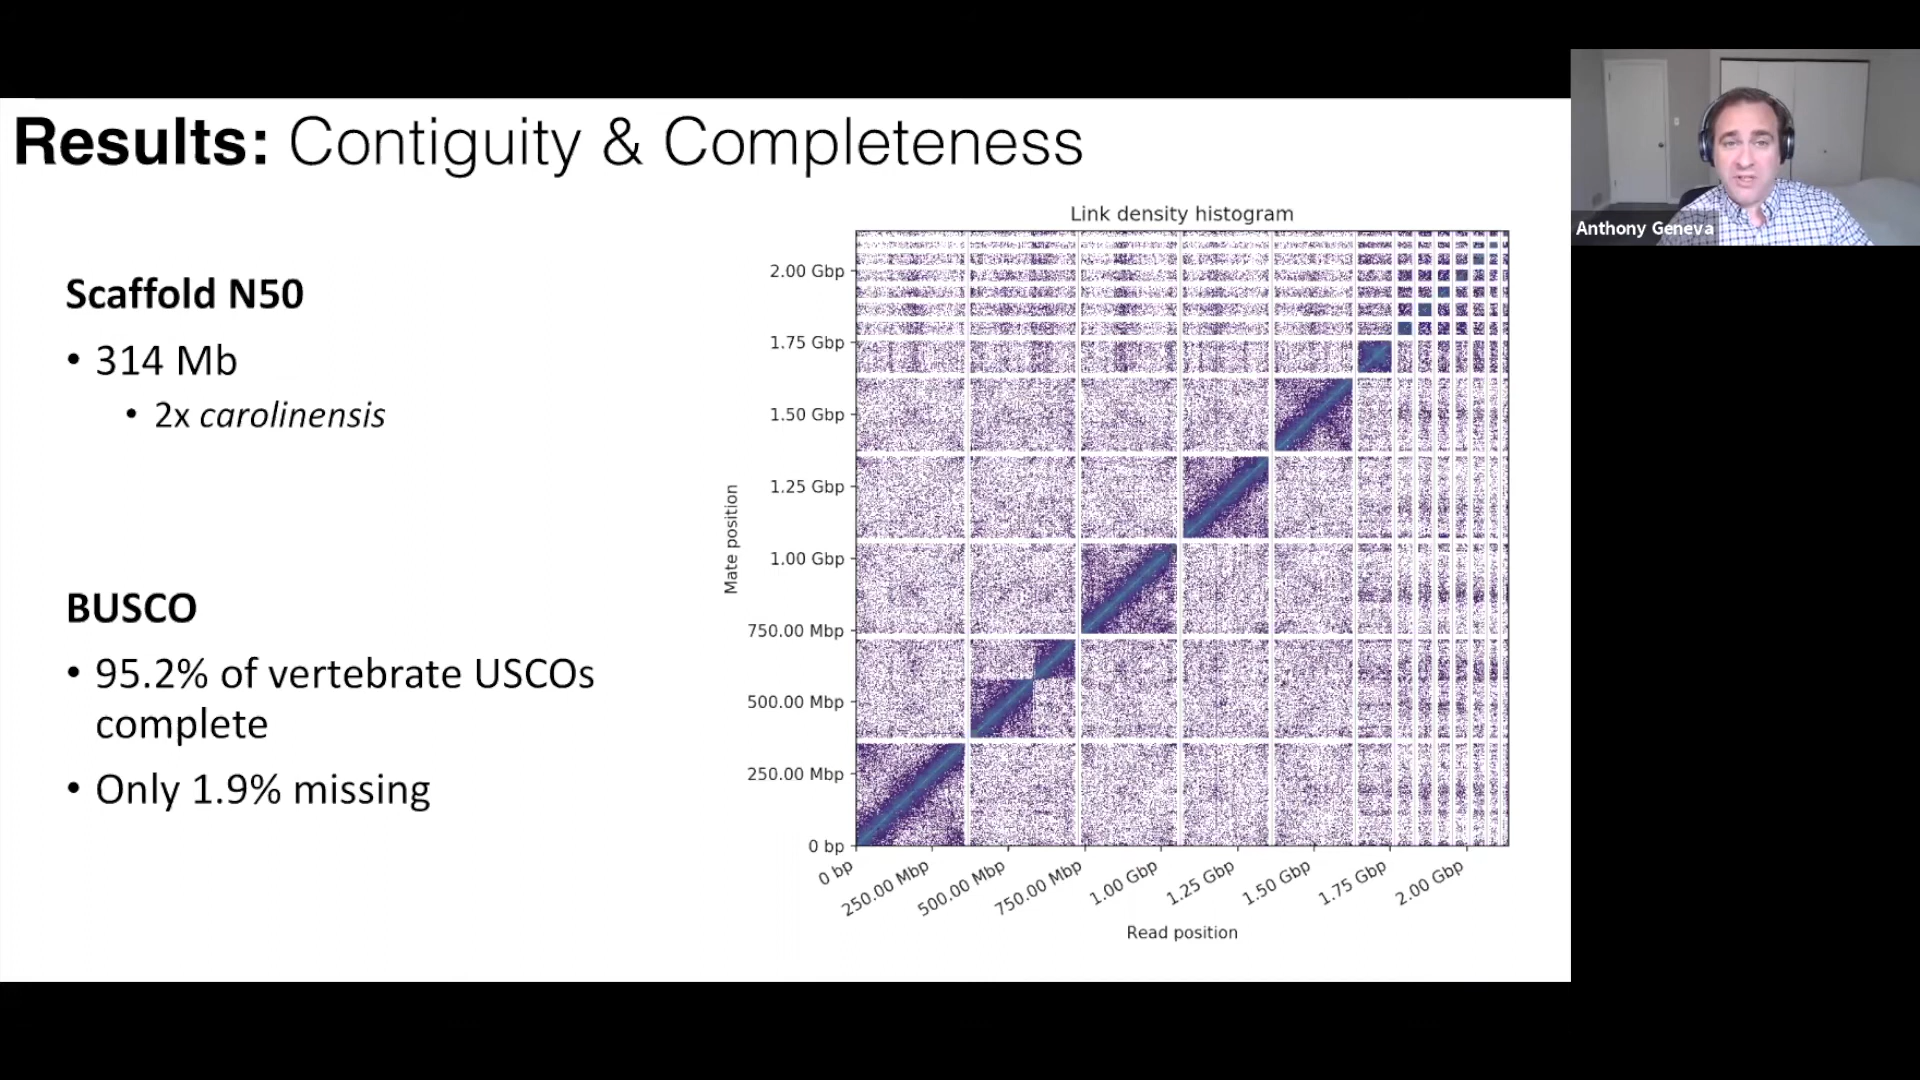 Results: Contiguity & Completeness
Anthony Geneva
Scaffold N50
• 314 Mb
• 2x carolinensis
BUSCO
• 95.2% of vertebrate USCOs
complete
• Only 1.9% missing
Link density histogram
Mate position
2.00 Gbp
1.75 Gbp
1.50 Gbp
1.25 Gbp
1.00 Gbp
750.00 Mbp
500.00 Mbp
250.00 Mbp
0 bp
0 bp
250.00 Mbp
500.00 Mbp
750.00 Mbp
1.00 Gbp
1.25 Gbp
1.50 Gbp
1.75 Gbp
2.00 Gbp
Read position